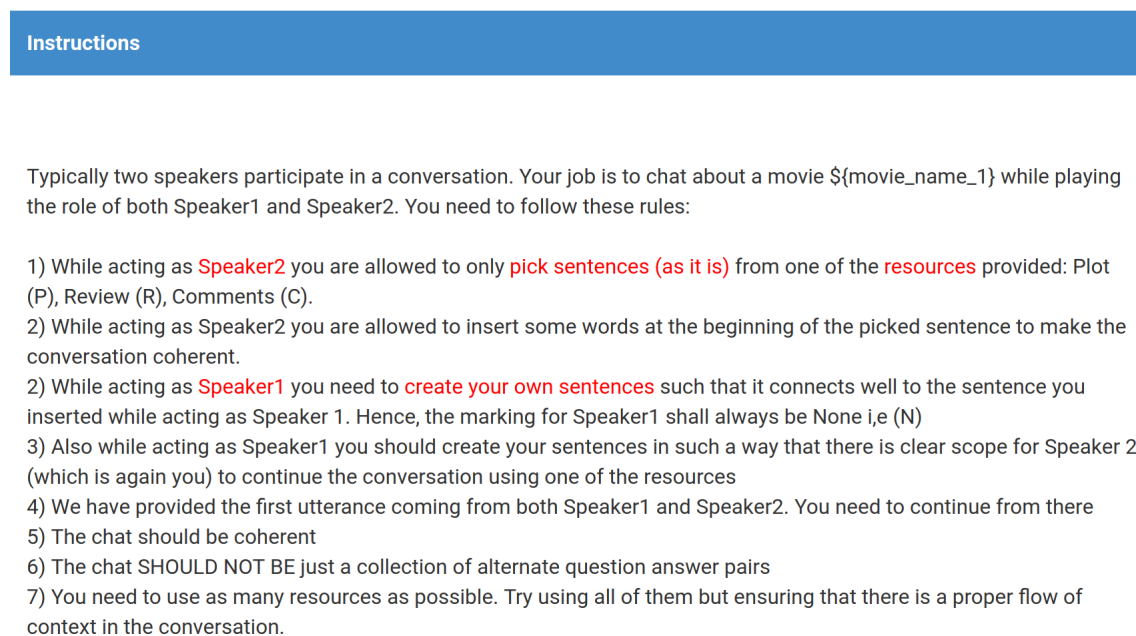 Instructions
Typically two speakers participate in a conversation. Your job is to chat about a movie ${movie_name_1} while playing
the role of both Speaker1 and Speaker2. You need to follow these rules:
1) While acting as Speaker2 you are allowed to only pick sentences (as it is) from one of the resources provided: Plot
(P), Review (R), Comments (C).
2) While acting as Speaker2 you are allowed to insert some words at the beginning of the picked sentence to make the
conversation coherent.
2) While acting as Speaker1 you need to create your own sentences such that it connects well to the sentence you
inserted while acting as Speaker 1. Hence, the marking for Speaker1 shall always be None i,e (N)
3) Also while acting as Speaker1 you should create your sentences in such a way that there is clear scope for Speaker 2
(which is again you) to continue the conversation using one of the resources
4) We have provided the first utterance coming from both Speaker1 and Speaker2. You need to continue from there
5) The chat should be coherent
6) The chat SHOULD NOT BE just a collection of alternate question answer pairs
7) You need to use as many resources as possible. Try using all of them but ensuring that there is a proper flow of
context in the conversation.